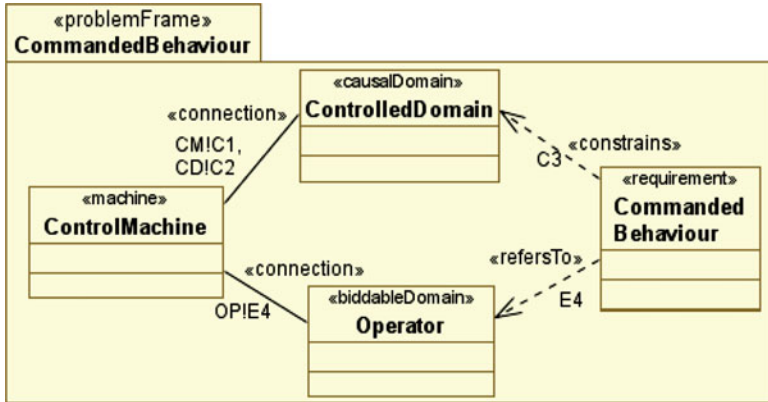 «problemFrame»
CommandedBehaviour
«causalDomain»
ControlledDomain
«connection»
CM!C1,
CD!C2
«constrains»
C3
«machine»
ControlMachine
«requirement»
Commanded
Behaviour
«connection»
OP!E4
«refersTo»
E4
«biddableDomain»
Operator